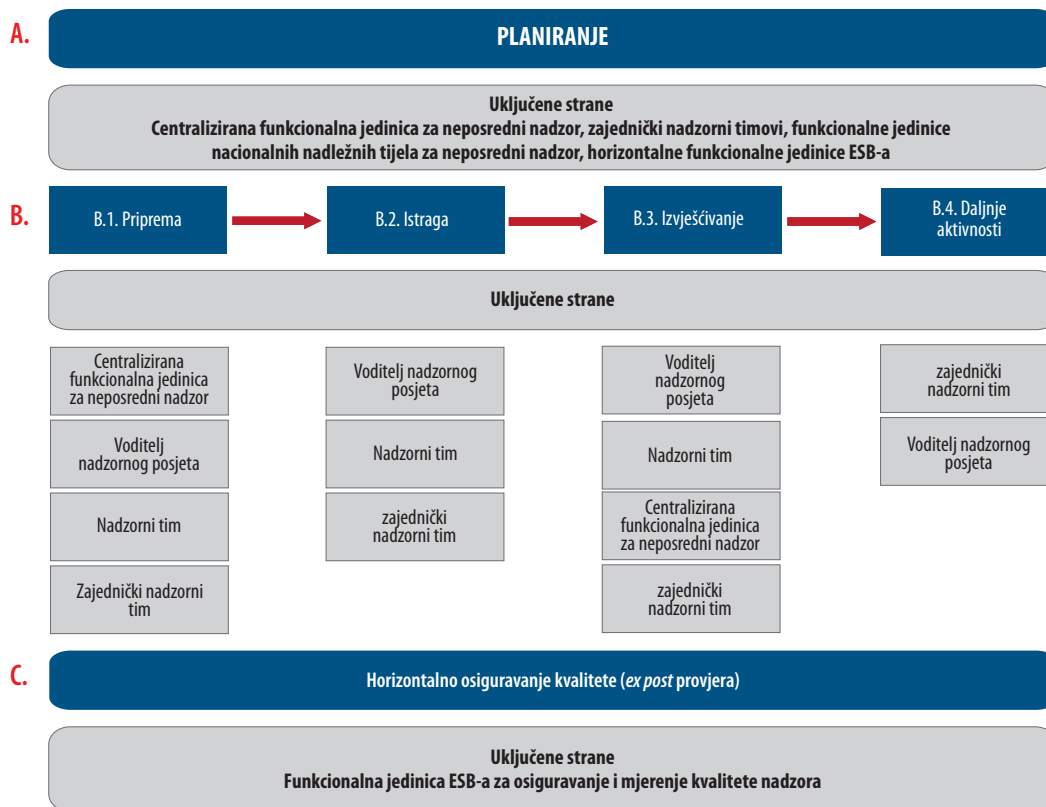 A.
PLANIRANJE
Uključene strane
Centralizirana funkcionalna jedinica za neposredni nadzor, zajednički nadzorni timovi, funkcionalne jedinice
nacionalnih nadležnih tijela za neposredni nadzor, horizontalne funkcionalne jedinice ESB-a
B.
B.1. Priprema
B.2. Istraga
B.3. Izvješćivanje
B.4. Daljnje
aktivnosti
Uključene strane
Centralizirana
funkcionalna jedinica
za neposredni nadzor
Voditelj
nadzornog posjeta
Nadzorni tim
Zajednički nadzorni
tim
Voditelj nadzornog
posjeta
Nadzorni tim
zajednički
nadzorni tim
Voditelj
nadzornog
posjeta
Nadzorni tim
Centralizirana
funkcionalna jedinica
za neposredni nadzor
zajednički
nadzorni tim
zajednički
nadzorni tim
Voditelj nadzornog
posjeta
C.
Horizontalno osiguravanje kvalitete (ex post provjera)
Uključene strane
Funkcionalna jedinica ESB-a za osiguravanje i mjerenje kvalitete nadzora